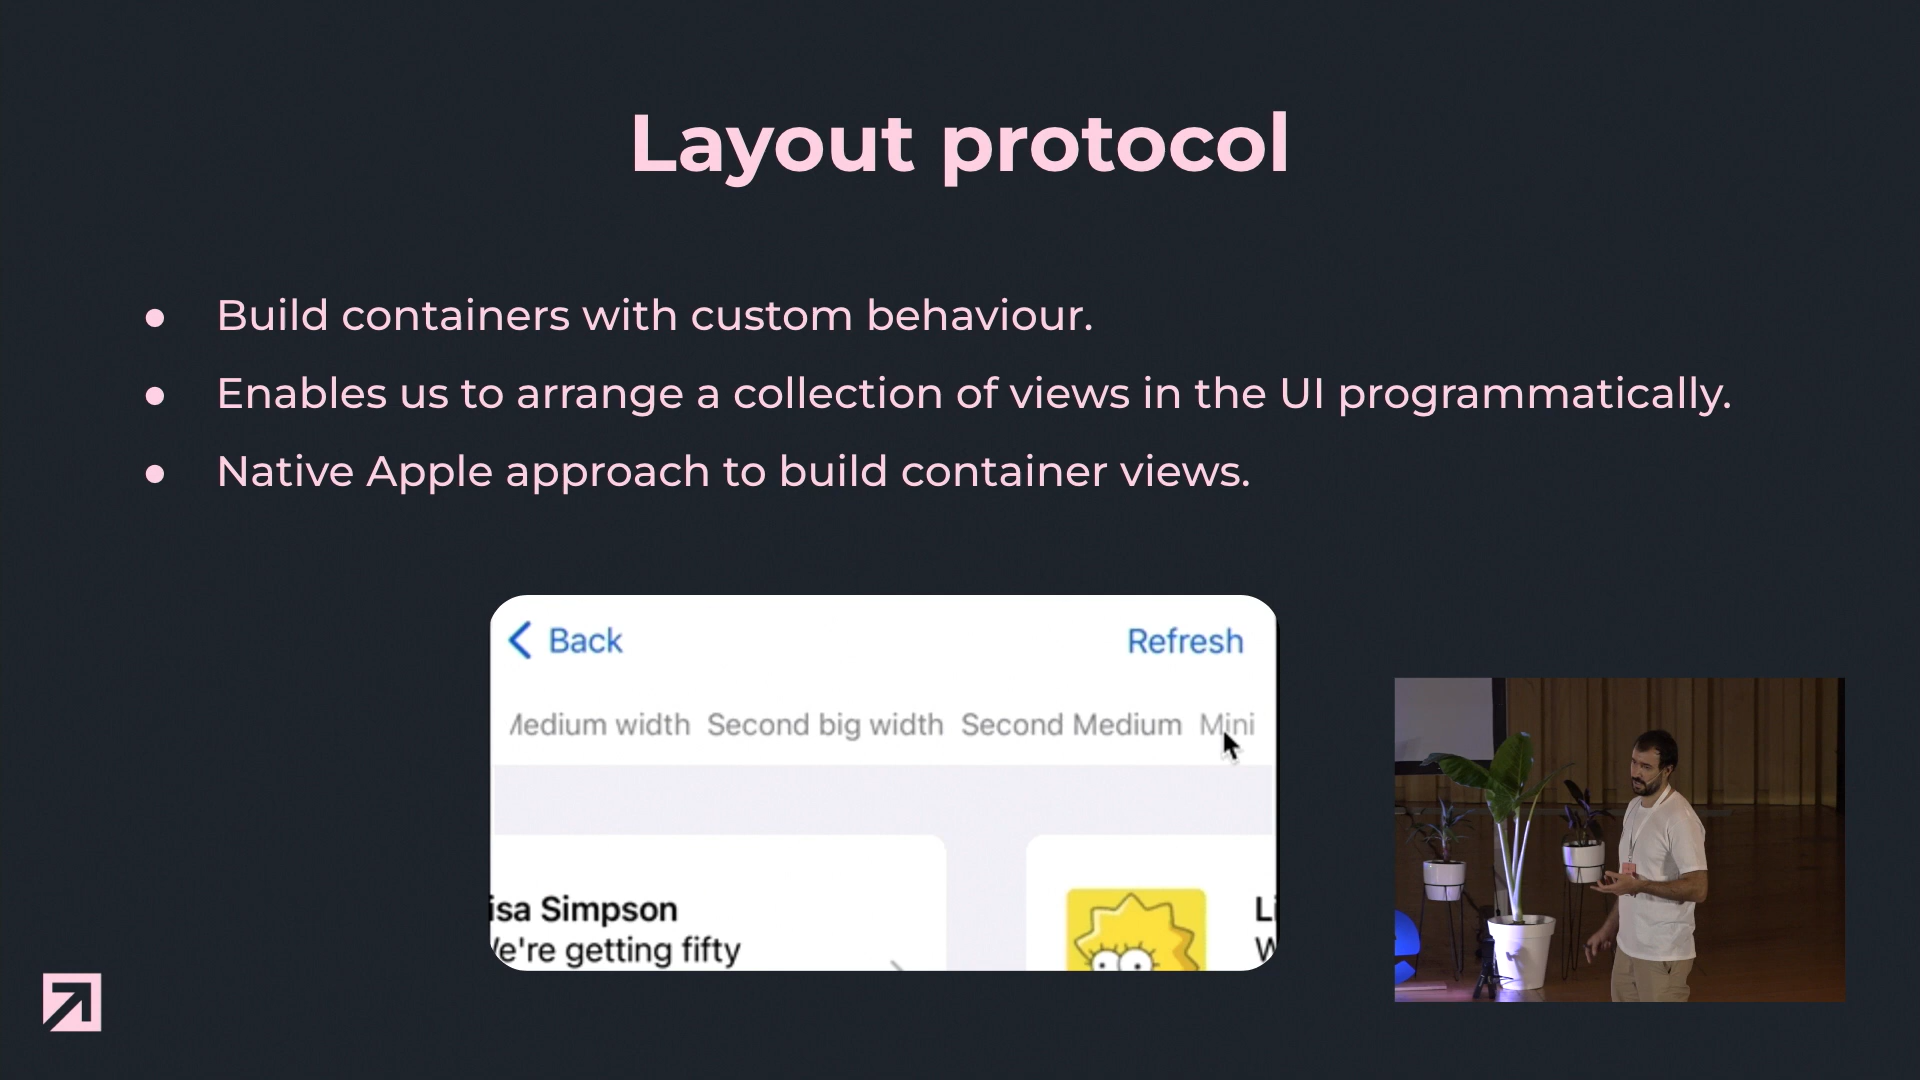 Layout protocol
● Build containers with custom behaviour.
● Enables us to arrange a collection of views in the UI programmatically.
● Native Apple approach to build container views.
Back Refresh
Medium width Second big width Second Medium Mini
isa Simpson Li
We're getting fifty W